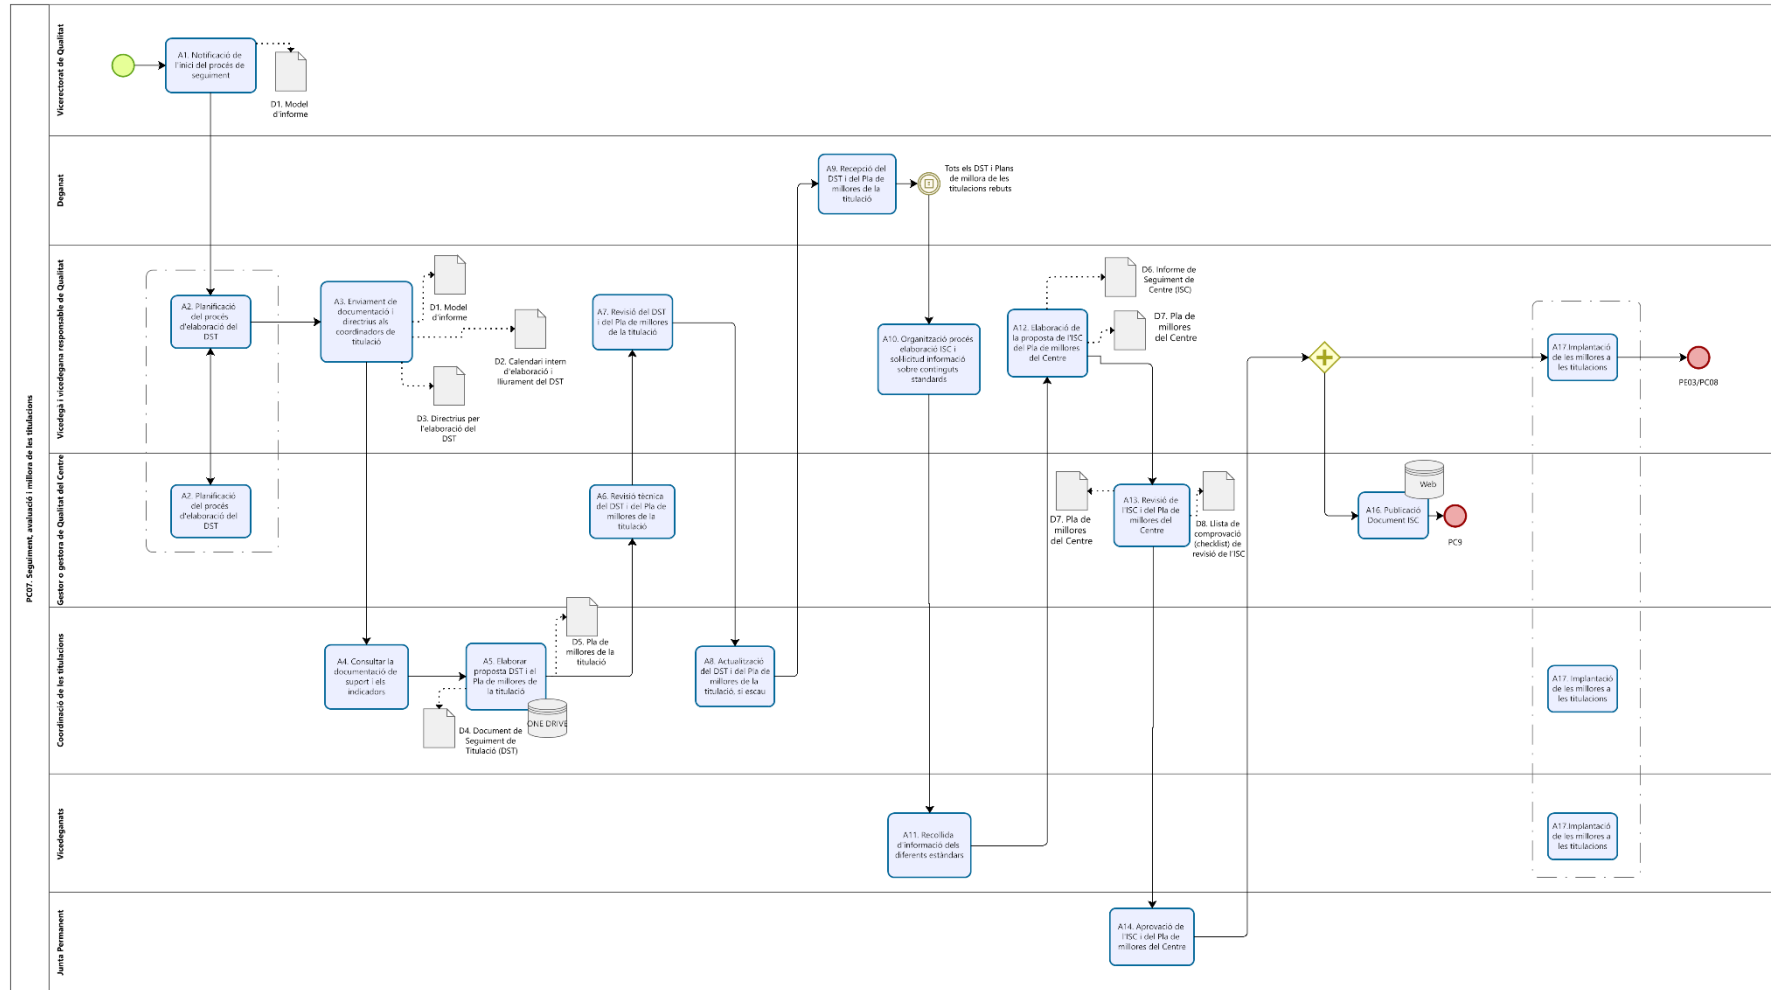 PC07. Seguiment, avaluació i millora de les titulacions
Vicerectorat de Qualitat
A1. Notificació de
l'inici del procés de
seguiment
D1. Model
d'informe
Deganat
A9. Recepció del
DST i del Pla de
millores de la
titulació
Tots els DST i Plans
de millora de les
titulacions rebuts
Vicedegà i vicedegana responsable de Qualitat
A2. Planificació
del procés
d'elaboració del
DST
A3. Enviament de
documentació i
directrius als
coordinadors de
titulació
D1. Model
d'informe
D2. Calendari intern
d'elaboració i
lliurament del DST
D3. Directrius per
l'elaboració del
DST
A7. Revisió del DST
i del Pla de millores
de la titulació
A10. Organització procés
elaboració ISC i
sol·licitud informació
sobre continguts
standards
A12. Elaboració de
la proposta de l'ISC i
del Pla de millores
del Centre
D6. Informe de
Seguiment de
Centre (ISC)
D7. Pla de
millores
del Centre
A17.Implantació
de les millores a
les titulacions
PE03/PC08
Gestor o gestora de Qualitat del Centre
A2. Planificació
del procés
d'elaboració del
DST
A6. Revisió tècnica
del DST i del Pla de
millores de la
titulació
D7. Pla de
millores
del Centre
A13. Revisió de
l'ISC i del Pla de
millores del
Centre
D8. Llista de
comprovació
(checklist) de
revisió de l'ISC
Web
A16. Publicació
Document ISC
PC9
Coordinació de les titulacions
A4. Consultar la
documentació de
suport i els
indicadors
A5. Elaborar
proposta DST i el
Pla de millores de
la titulació
ONE DRIVE
D4. Document de
Seguiment de
Titulació (DST)
D5. Pla de
millores de la
titulació
A8. Actualització
del DST i del Pla de
millores de la
titulació, si escau
A17. Implantació
de les millores a
les titulacions
Vicedeganats
A11. Recollida
d'informació dels
diferents estàndars
A17.Implantació
de les millores a
les titulacions
Junta Permanent
A14. Aprovació de
l'ISC i del Pla de
millores del Centre